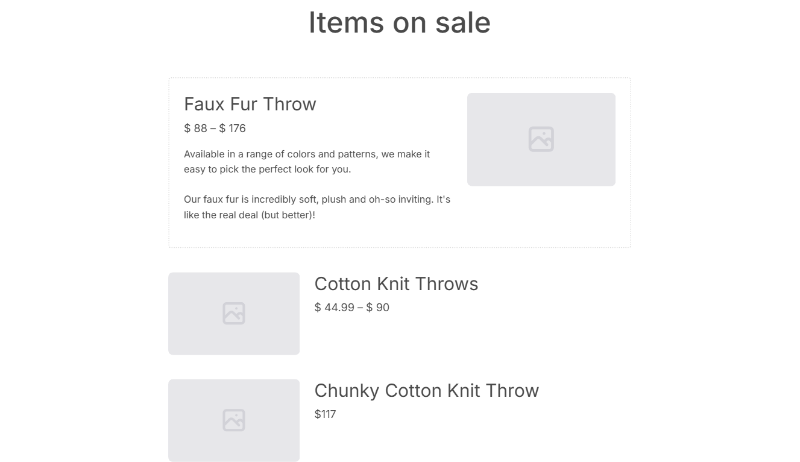 Items on sale
Faux Fur Throw
$ 88 – $ 176
Available in a range of colors and patterns, we make it
easy to pick the perfect look for you.
Our faux fur is incredibly soft, plush and oh-so inviting. It's
like the real deal (but better)!
Cotton Knit Throws
$ 44.99 – $ 90
Chunky Cotton Knit Throw
$117